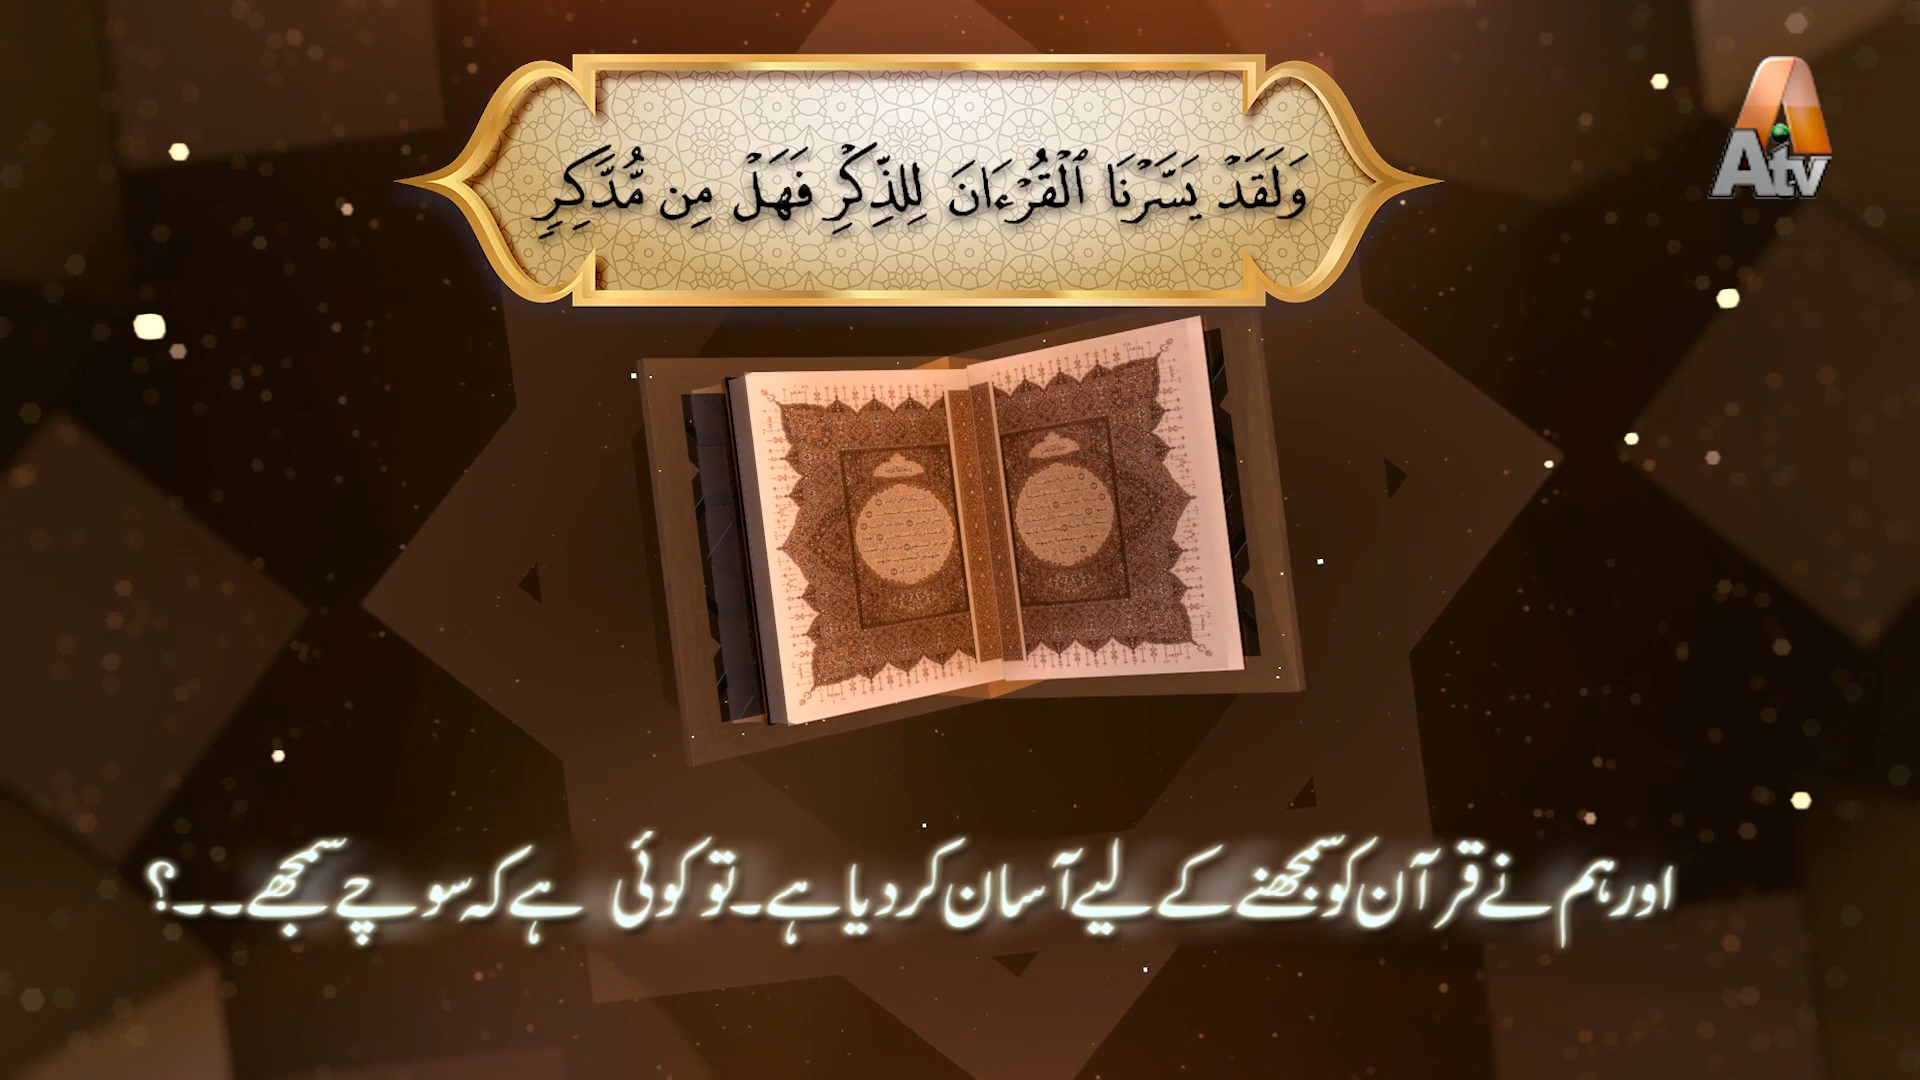 وَلَقَدْ يَسَّرْنَا ٱلْقُرْءَانَ لِلذِّكْرِ فَهَلْ مِن مُّدَّكِرٍ
Atv
اور ہم نے قرآن کو سمجھنے کے لیے آسان کر دیا ہے۔ تو کوئی ہے کہ سوچے سمجھے۔۔۔؟